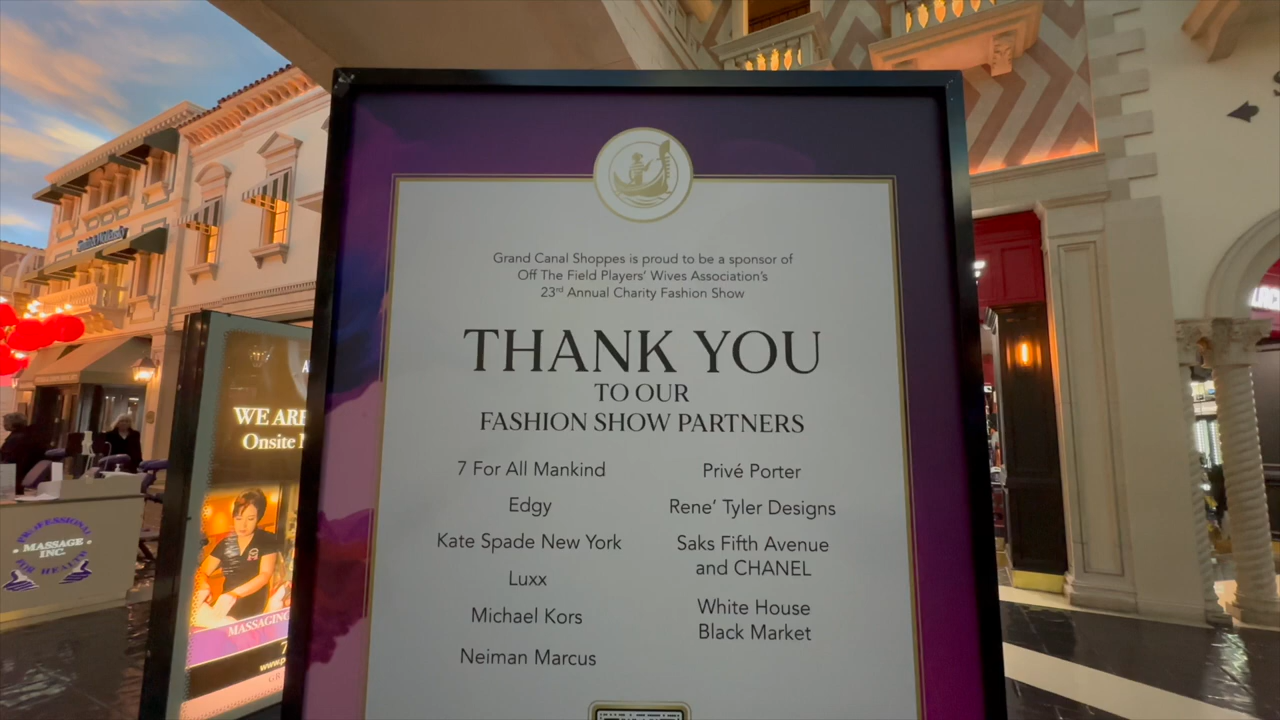 Grand Canal Shoppes is proud to be a sponsor of
Off The Field Players' Wives Association's
23rd Annual Charity Fashion Show
THANK YOU
TO OUR
FASHION SHOW PARTNERS
7 For All Mankind
Edgy
Kate Spade New York
Luxx
Michael Kors
Neiman Marcus
Privé Porter
Rene' Tyler Designs
Saks Fifth Avenue
and CHANEL
White House
Black Market
WE ARE
Onsite
MASSAGING
PROFESSIONAL
MASSAGE
INC.
FOR HEALTH